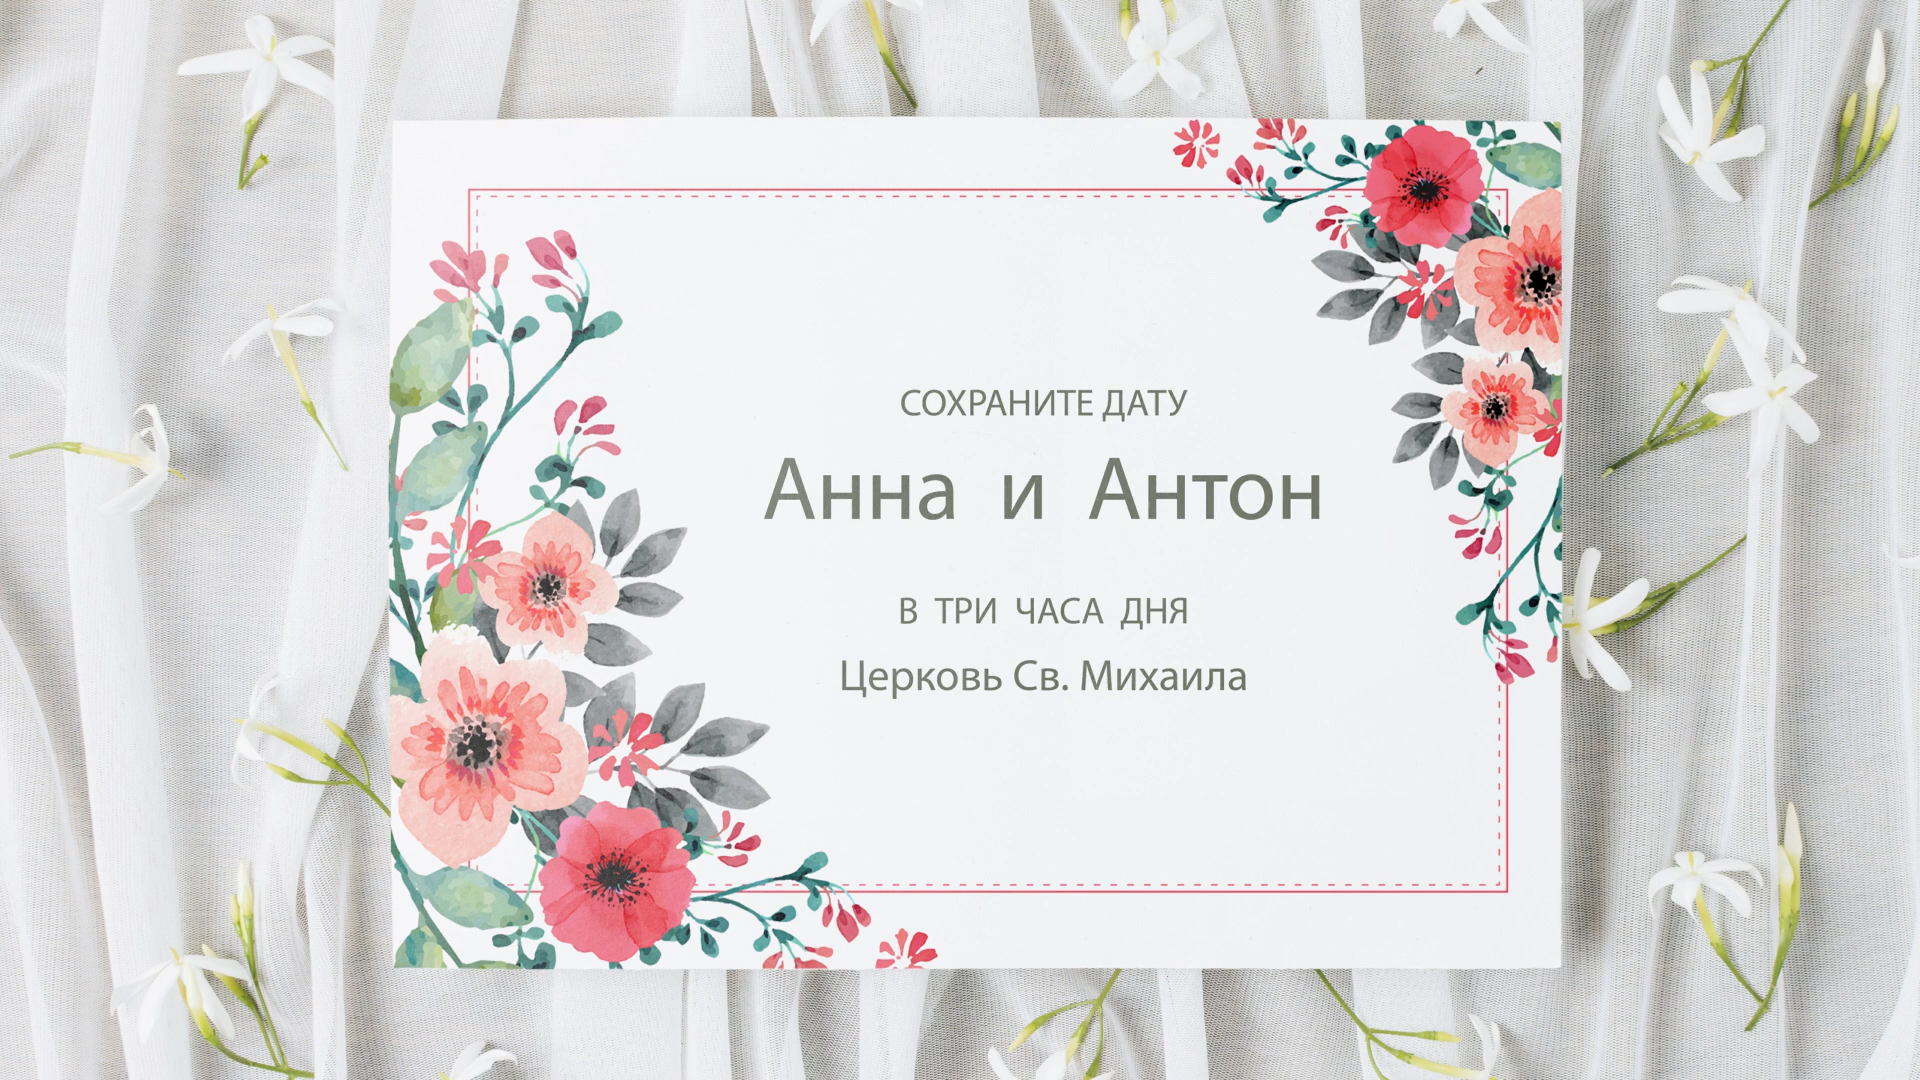 СОХРАНИТЕ ДАТУ
Анна и Антон
В ТРИ ЧАСА ДНЯ
Церковь Св. Михаила